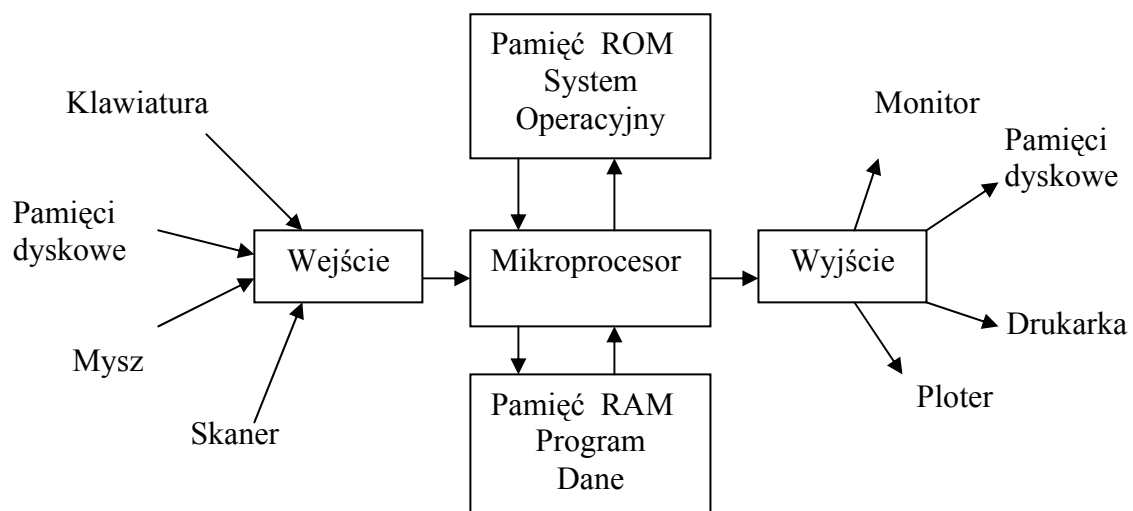 Pamięć ROM
System
Operacyjny
Klawiatura
Monitor
Pamięci
dyskowe
Pamięci
dyskowe
Wejście
Mikroprocesor
Wyjście
Mysz
Drukarka
Skaner
Pamięć RAM
Program
Dane
Ploter